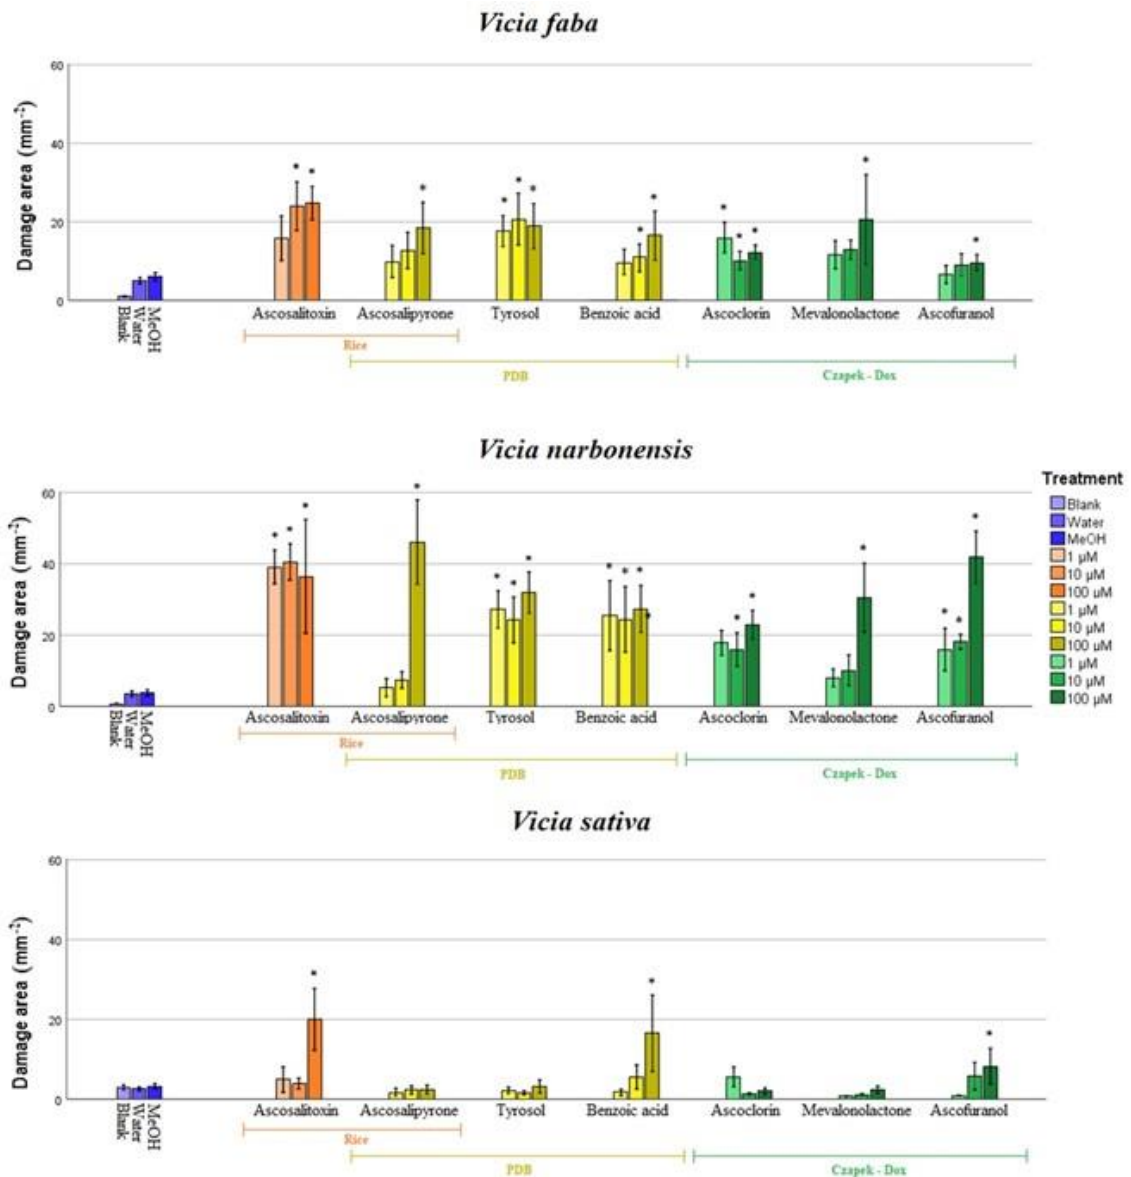 Vicia faba
Damage area (mm⁻²)
60
40
20
0
* * * * * * * * * * * *
Blank
Water
MeOH
Ascosalitoxin Ascosalipyrone Tyrosol Benzoic acid Ascoclorin Mevalonolactone Ascofuranol
Rice
PDB
Czapek - Dox
Vicia narbonensis
Damage area (mm⁻²)
60
40
20
0
* * * * * * * * * * * * * * * * *
Blank
Water
MeOH
Ascosalitoxin Ascosalipyrone Tyrosol Benzoic acid Ascoclorin Mevalonolactone Ascofuranol
Rice
PDB
Czapek - Dox
Treatment
Blank
Water
MeOH
1 µM
10 µM
100 µM
1 µM
10 µM
100 µM
1 µM
10 µM
100 µM
Vicia sativa
Damage area (mm⁻²)
60
40
20
0
* * *
Blank
Water
MeOH
Ascosalitoxin Ascosalipyrone Tyrosol Benzoic acid Ascoclorin Mevalonolactone Ascofuranol
Rice
PDB
Czapek - Dox